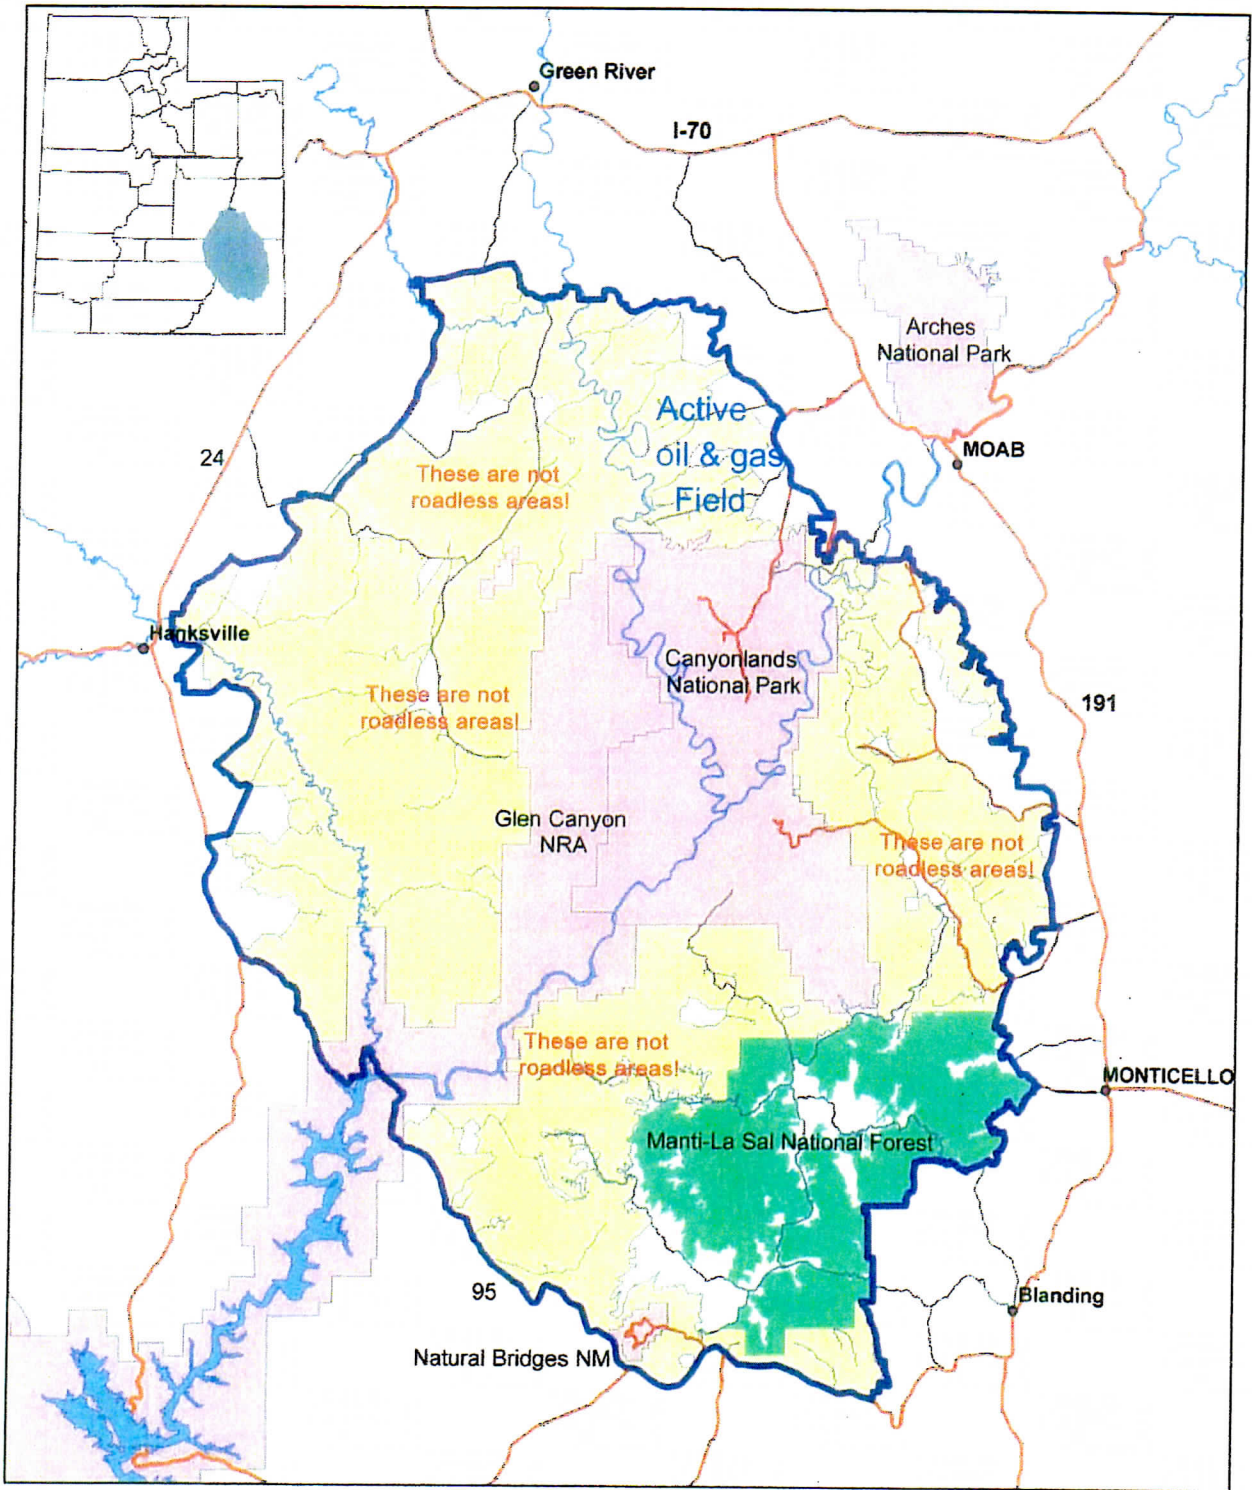 Green River
I-70
Arches
National Park
Active
oil & gas
Field
MOAB
24
These are not
roadless areas!
Hanksville
Canyonlands
National Park
These are not
roadless areas!
191
Glen Canyon
NRA
These are not
roadless areas!
These are not
roadless areas!
MONTICELLO
Manti-La Sal National Forest
95
Blanding
Natural Bridges NM